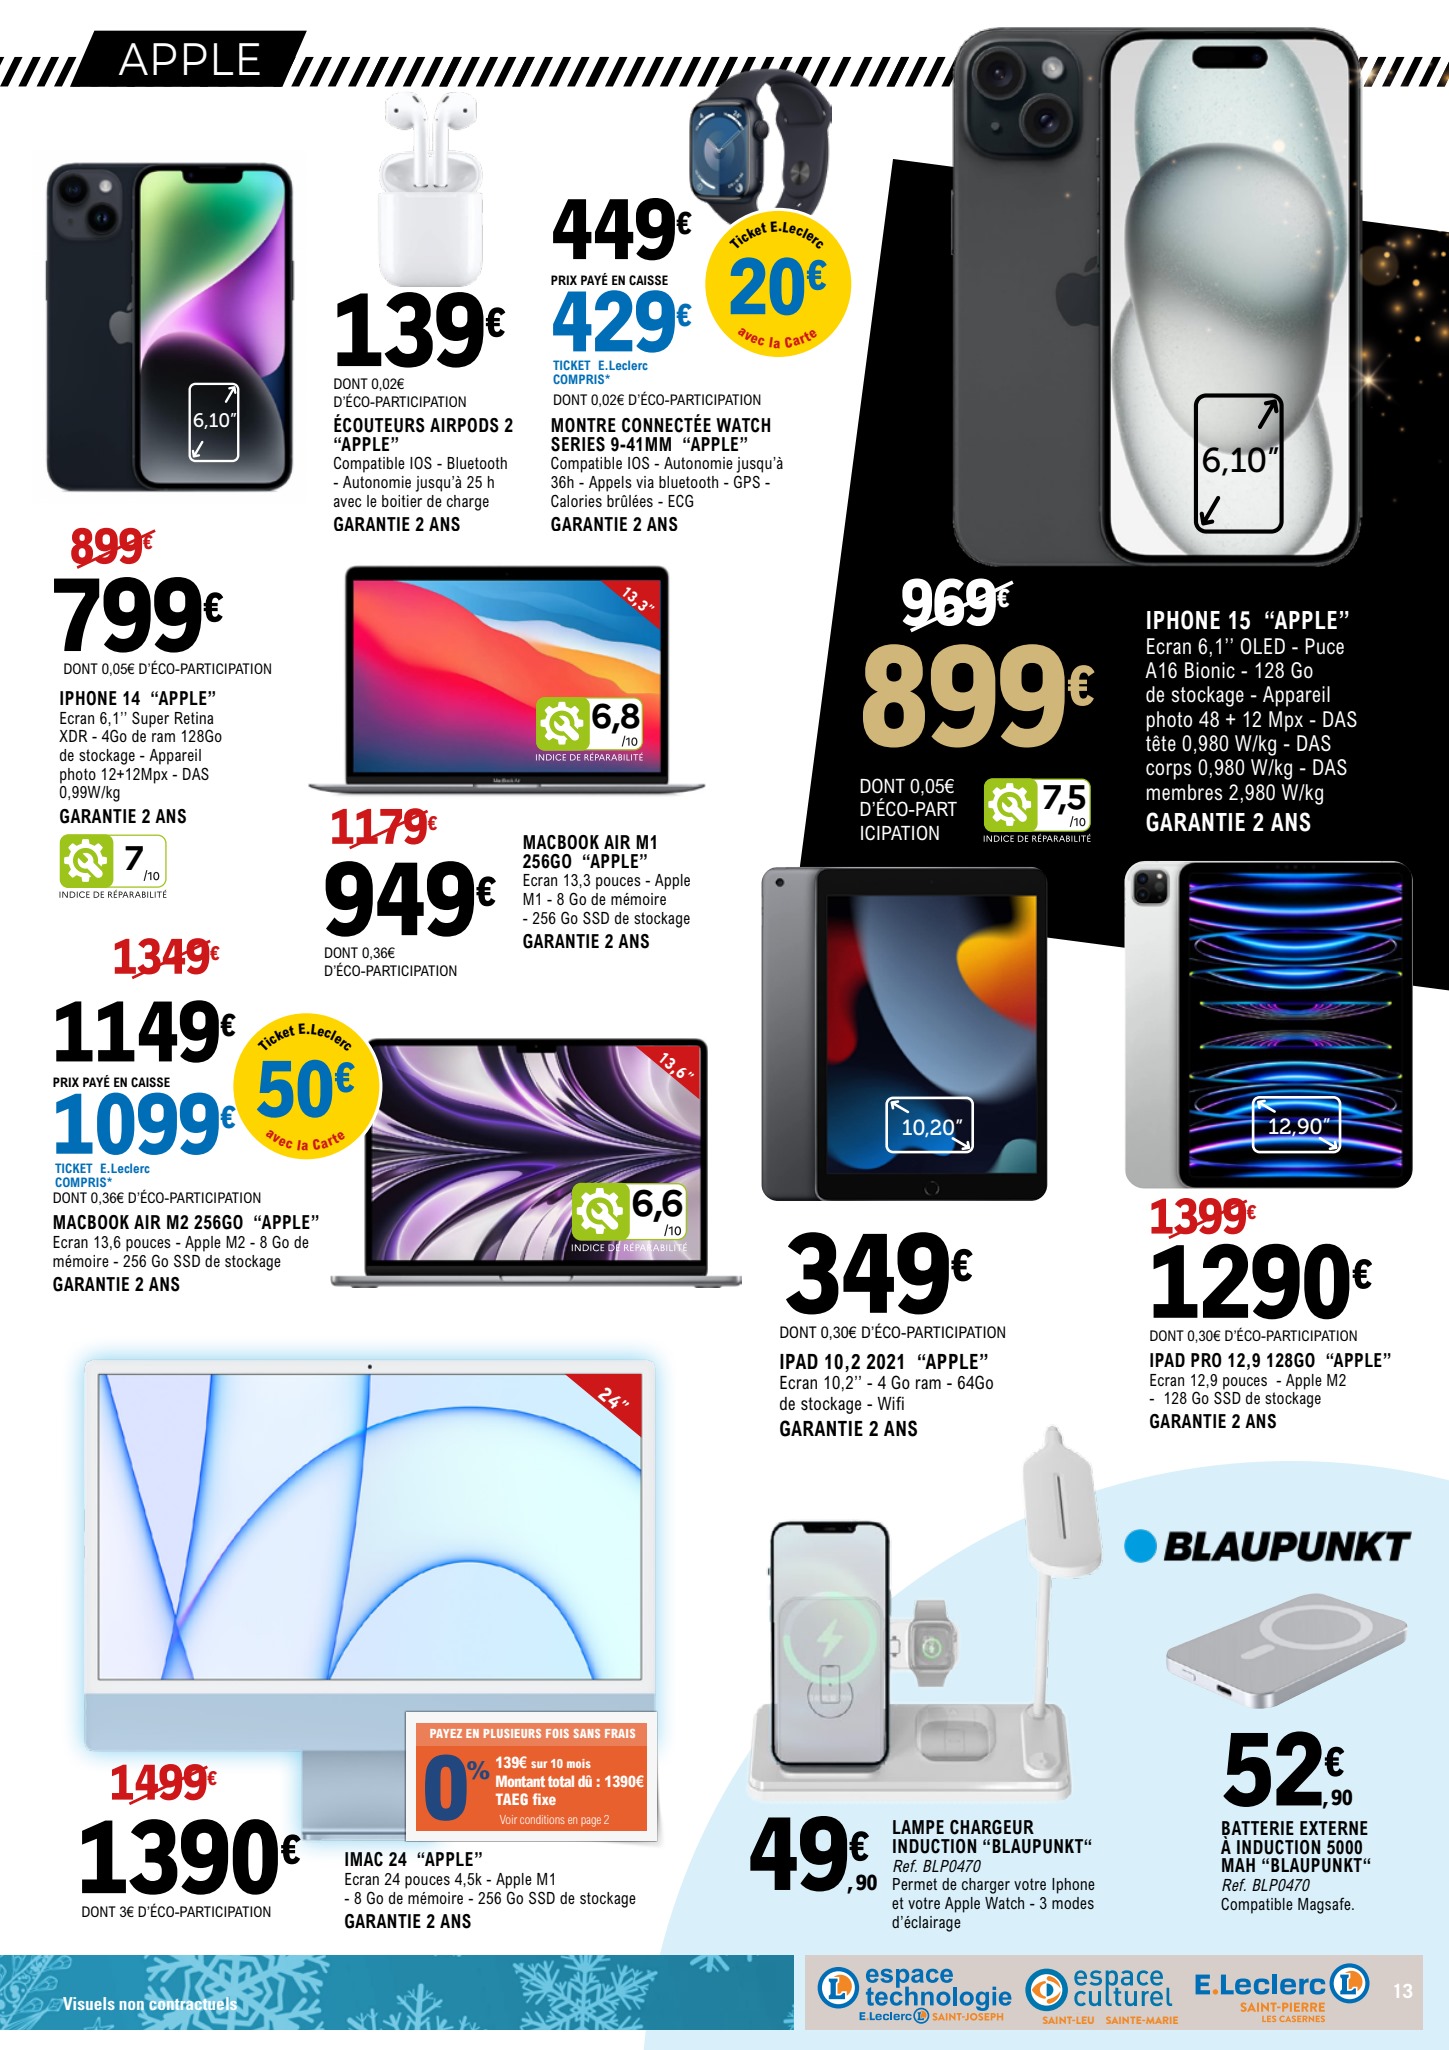 APPLE
6,10’’
899€
799€
DONT 0,05€ D’ÉCO-PARTICIPATION
IPHONE 14 “APPLE”
Ecran 6,1’’ Super Retina
XDR - 4Go de ram 128Go
de stockage - Appareil
photo 12+12Mpx - DAS
0,99W/kg
GARANTIE 2 ANS
7/10
INDICE DE RÉPARABILITÉ
139€
DONT 0,02€
D’ÉCO-PARTICIPATION
ÉCOUTEURS AIRPODS 2
“APPLE”
Compatible IOS - Bluetooth
- Autonomie jusqu’à 25 h
avec le boitier de charge
GARANTIE 2 ANS
449€
PRIX PAYÉ EN CAISSE
429€
TICKET E.Leclerc
COMPRIS*
Ticket E.Leclerc
20€
avec la Carte
DONT 0,02€ D’ÉCO-PARTICIPATION
MONTRE CONNECTÉE WATCH
SERIES 9-41MM “APPLE”
Compatible IOS - Autonomie jusqu’à
36h - Appels via bluetooth - GPS -
Calories brûlées - ECG
GARANTIE 2 ANS
6,10’’
969€
899€
DONT 0,05€
D’ÉCO-PART
ICIPATION
7,5/10
INDICE DE RÉPARABILITÉ
IPHONE 15 “APPLE”
Ecran 6,1’’ OLED - Puce
A16 Bionic - 128 Go
de stockage - Appareil
photo 48 + 12 Mpx - DAS
tête 0,980 W/kg - DAS
corps 0,980 W/kg - DAS
membres 2,980 W/kg
GARANTIE 2 ANS
13,3’’
MacBook Air
6,8/10
INDICE DE RÉPARABILITÉ
1179€
949€
DONT 0,36€
D’ÉCO-PARTICIPATION
MACBOOK AIR M1
256GO “APPLE”
Ecran 13,3 pouces - Apple
M1 - 8 Go de mémoire
- 256 Go SSD de stockage
GARANTIE 2 ANS
1349€
1149€
PRIX PAYÉ EN CAISSE
1099€
TICKET E.Leclerc
COMPRIS*
Ticket E.Leclerc
50€
avec la Carte
DONT 0,36€ D’ÉCO-PARTICIPATION
MACBOOK AIR M2 256GO “APPLE”
Ecran 13,6 pouces - Apple M2 - 8 Go de
mémoire - 256 Go SSD de stockage
GARANTIE 2 ANS
13,6’’
6,6/10
INDICE DE RÉPARABILITÉ
10,20’’
349€
DONT 0,30€ D’ÉCO-PARTICIPATION
IPAD 10,2 2021 “APPLE”
Ecran 10,2’’ - 4 Go ram - 64Go
de stockage - Wifi
GARANTIE 2 ANS
12,90’’
1399€
1290€
DONT 0,30€ D’ÉCO-PARTICIPATION
IPAD PRO 12,9 128GO “APPLE”
Ecran 12,9 pouces - Apple M2
- 128 Go SSD de stockage
GARANTIE 2 ANS
24’’
PAYEZ EN PLUSIEURS FOIS SANS FRAIS
0%
139€ sur 10 mois
Montant total dû : 1390€
TAEG fixe
Voir conditions en page 2
1499€
1390€
DONT 3€ D’ÉCO-PARTICIPATION
IMAC 24 “APPLE”
Ecran 24 pouces 4,5k - Apple M1
- 8 Go de mémoire - 256 Go SSD de stockage
GARANTIE 2 ANS
BLAUPUNKT
49€,90
LAMPE CHARGEUR
INDUCTION “BLAUPUNKT“
Ref. BLP0470
Permet de charger votre Iphone
et votre Apple Watch - 3 modes
d’éclairage
52€,90
BATTERIE EXTERNE
À INDUCTION 5000
MAH “BLAUPUNKT“
Ref. BLP0470
Compatible Magsafe.
Visuels non contractuels
espace
technologie
E.Leclerc SAINT-JOSEPH
espace
culturel
SAINT-LEU SAINTE-MARIE
E.Leclerc
SAINT-PIERRE
LES CASERNES
13